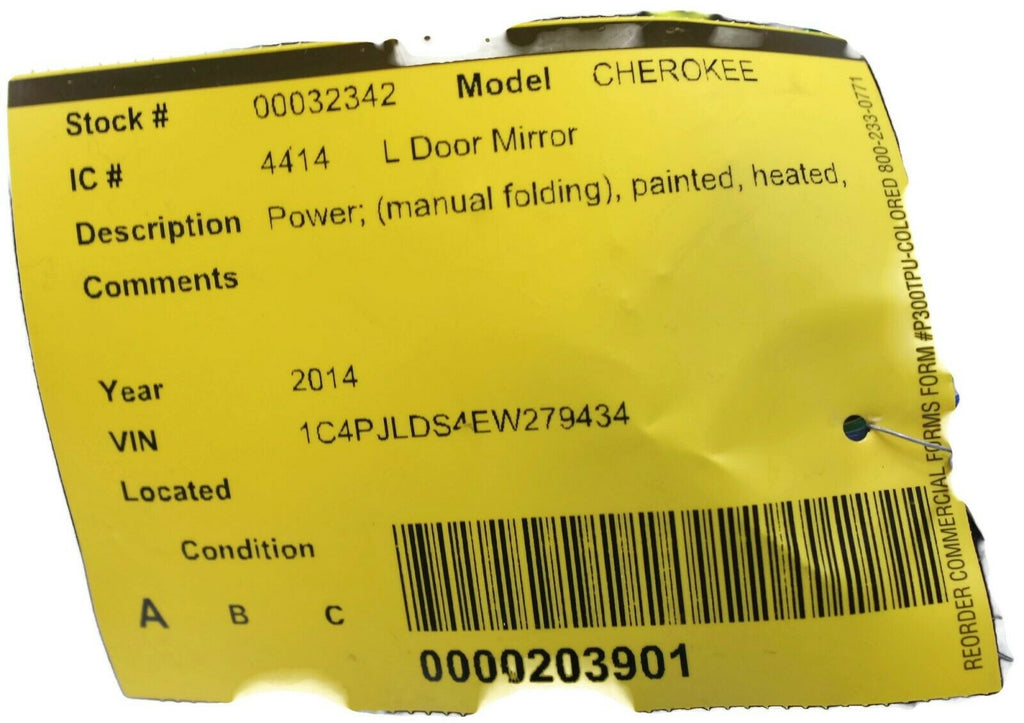 Stock # 00032342 Model CHEROKEE
IC # 4414 L Door Mirror
Description Power; (manual folding), painted, heated,
Comments
Year 2014
VIN 1C4PJLDS4EW279434
Located
Condition
A B C
0000203901
REORDER COMMERCIAL FORMS FORM #P300TPU-COLORED 800-233-0771